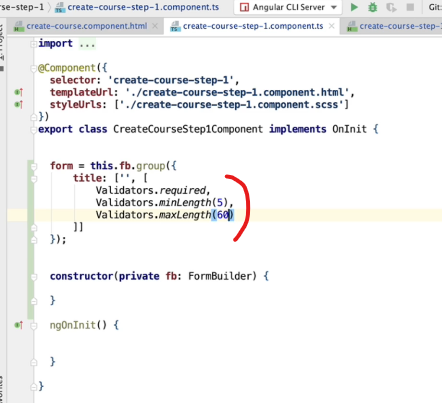 se-step-1 create-course-step-1.component.ts Angular CLI Server Git:
create-course.component.html create-course-step-1.component.ts create-course-step-1
import ...
@Component({
selector: 'create-course-step-1',
templateUrl: './create-course-step-1.component.html',
styleUrls: ['./create-course-step-1.component.scss']
})
export class CreateCourseStep1Component implements OnInit {
form = this.fb.group({
title: ['', [
Validators.required,
Validators.minLength(5),
Validators.maxLength(60)
]]
});
constructor(private fb: FormBuilder) {
}
ngOnInit() {
}
}